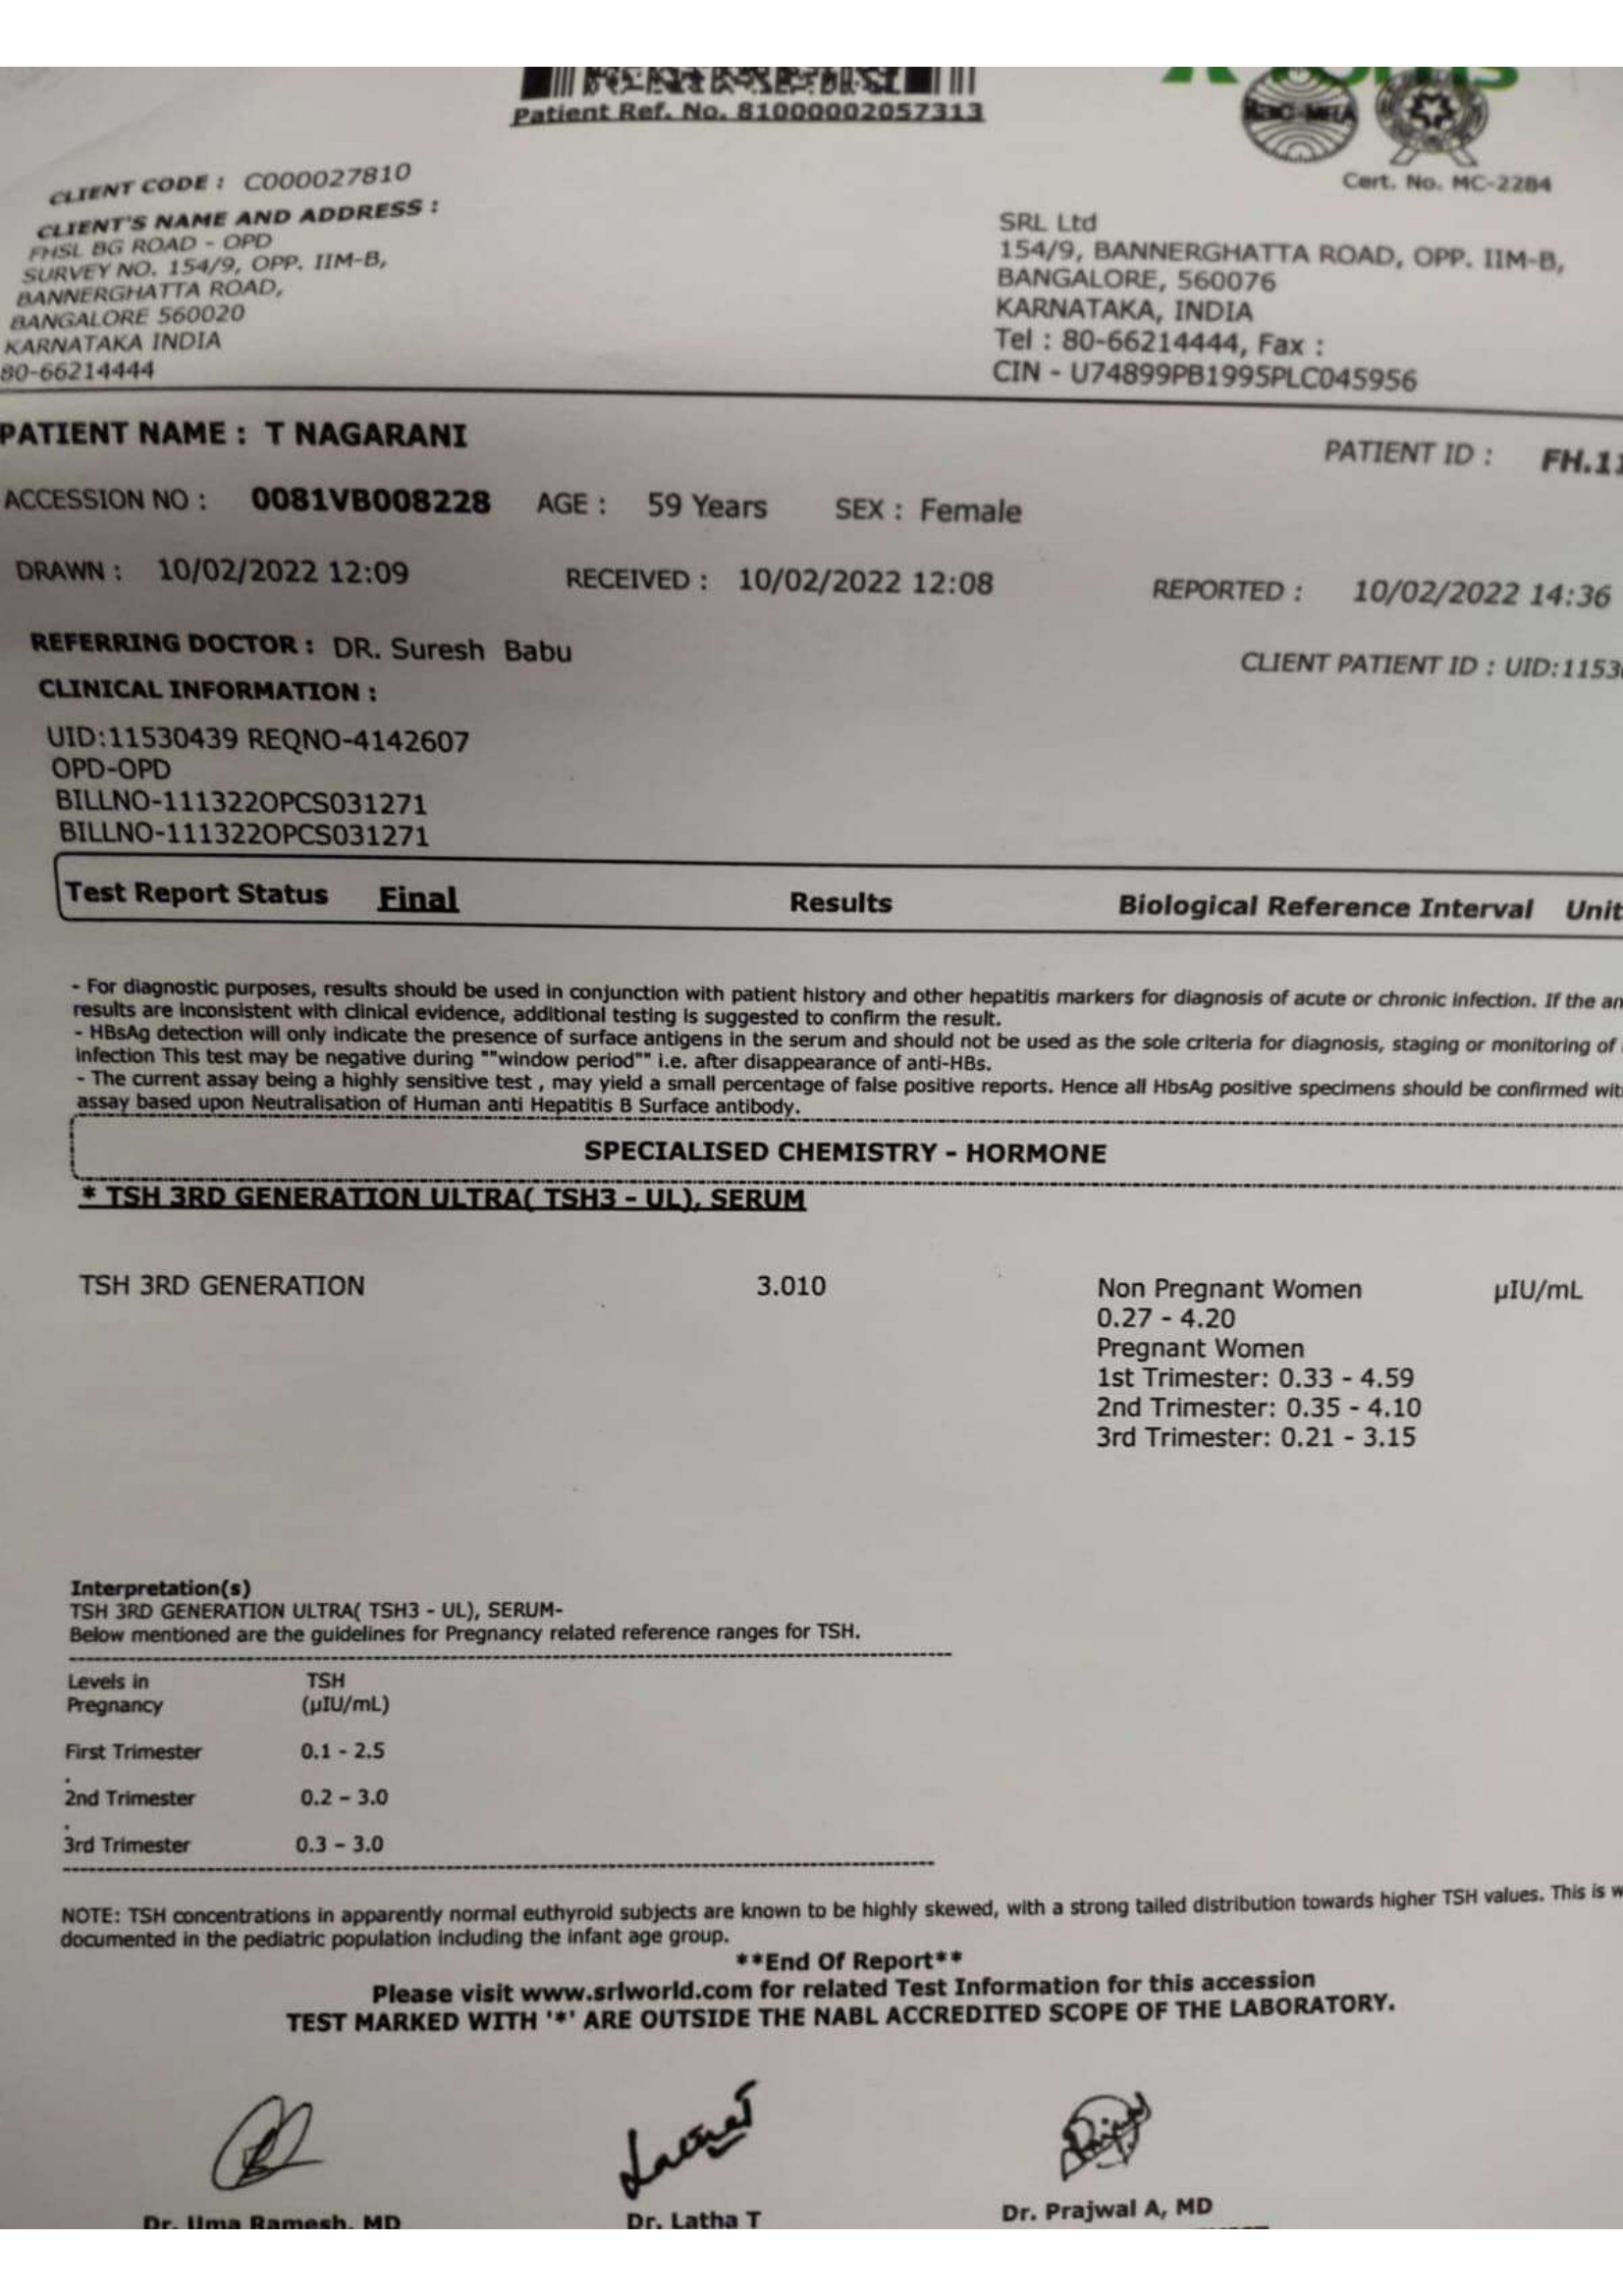 Patient Ref. No. 81000002057313
Cert. No. MC-2284
CLIENT CODE : C000027810
CLIENT'S NAME AND ADDRESS :
FHSL BG ROAD - OPD
SURVEY NO. 154/9, OPP. IIM-B,
BANNERGHATTA ROAD,
BANGALORE 560020
KARNATAKA INDIA
80-66214444
SRL Ltd
154/9, BANNERGHATTA ROAD, OPP. IIM-B,
BANGALORE, 560076
KARNATAKA, INDIA
Tel : 80-66214444, Fax :
CIN - U74899PB1995PLC045956
PATIENT NAME : T NAGARANI
PATIENT ID : FH.11
ACCESSION NO : 0081VB008228 AGE : 59 Years SEX : Female
DRAWN : 10/02/2022 12:09 RECEIVED : 10/02/2022 12:08 REPORTED : 10/02/2022 14:36
REFERRING DOCTOR : DR. Suresh Babu CLIENT PATIENT ID : UID:1153
CLINICAL INFORMATION :
UID:11530439 REQNO-4142607
OPD-OPD
BILLNO-111322OPCS031271
BILLNO-111322OPCS031271
Test Report Status Final Results Biological Reference Interval Unit
- For diagnostic purposes, results should be used in conjunction with patient history and other hepatitis markers for diagnosis of acute or chronic infection. If the an
results are inconsistent with clinical evidence, additional testing is suggested to confirm the result.
- HBsAg detection will only indicate the presence of surface antigens in the serum and should not be used as the sole criteria for diagnosis, staging or monitoring of
infection This test may be negative during ""window period"" i.e. after disappearance of anti-HBs.
- The current assay being a highly sensitive test , may yield a small percentage of false positive reports. Hence all HbsAg positive specimens should be confirmed wit
assay based upon Neutralisation of Human anti Hepatitis B Surface antibody.
SPECIALISED CHEMISTRY - HORMONE
* TSH 3RD GENERATION ULTRA( TSH3 - UL), SERUM
TSH 3RD GENERATION 3.010 Non Pregnant Women µIU/mL
0.27 - 4.20
Pregnant Women
1st Trimester: 0.33 - 4.59
2nd Trimester: 0.35 - 4.10
3rd Trimester: 0.21 - 3.15
Interpretation(s)
TSH 3RD GENERATION ULTRA( TSH3 - UL), SERUM-
Below mentioned are the guidelines for Pregnancy related reference ranges for TSH.
Levels in TSH
Pregnancy (µIU/mL)
First Trimester 0.1 - 2.5
.
2nd Trimester 0.2 – 3.0
.
3rd Trimester 0.3 – 3.0
NOTE: TSH concentrations in apparently normal euthyroid subjects are known to be highly skewed, with a strong tailed distribution towards higher TSH values. This is w
documented in the pediatric population including the infant age group.
**End Of Report**
Please visit www.srlworld.com for related Test Information for this accession
TEST MARKED WITH '*' ARE OUTSIDE THE NABL ACCREDITED SCOPE OF THE LABORATORY.
Dr. Uma Ramesh, MD Dr. Latha T Dr. Prajwal A, MD